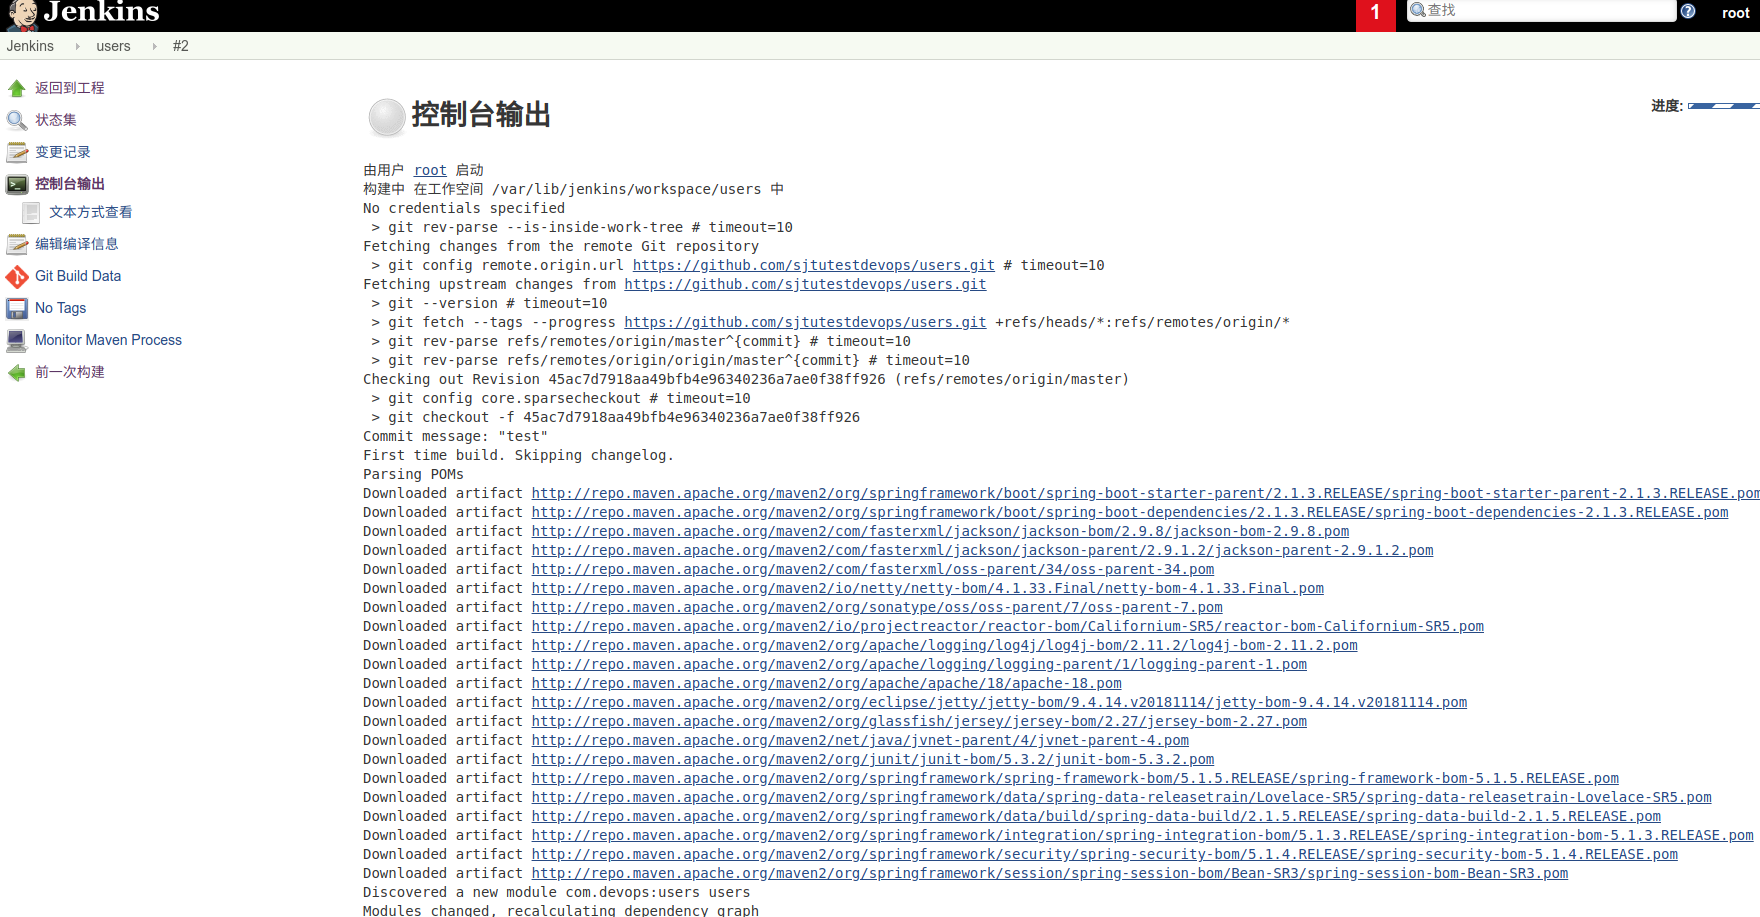 Jenkins
1
查找
root
Jenkins
users
#2
返回到工程
状态集
变更记录
控制台输出
文本方式查看
编辑编译信息
Git Build Data
No Tags
Monitor Maven Process
前一次构建
控制台输出
进度:
由用户 root 启动
构建中 在工作空间 /var/lib/jenkins/workspace/users 中
No credentials specified
> git rev-parse --is-inside-work-tree # timeout=10
Fetching changes from the remote Git repository
> git config remote.origin.url https://github.com/sjtutestdevops/users.git # timeout=10
Fetching upstream changes from https://github.com/sjtutestdevops/users.git
> git --version # timeout=10
> git fetch --tags --progress https://github.com/sjtutestdevops/users.git +refs/heads/*:refs/remotes/origin/*
> git rev-parse refs/remotes/origin/master^{commit} # timeout=10
> git rev-parse refs/remotes/origin/origin/master^{commit} # timeout=10
Checking out Revision 45ac7d7918aa49bfb4e96340236a7ae0f38ff926 (refs/remotes/origin/master)
> git config core.sparsecheckout # timeout=10
> git checkout -f 45ac7d7918aa49bfb4e96340236a7ae0f38ff926
Commit message: "test"
First time build. Skipping changelog.
Parsing POMs
Downloaded artifact http://repo.maven.apache.org/maven2/org/springframework/boot/spring-boot-starter-parent/2.1.3.RELEASE/spring-boot-starter-parent-2.1.3.RELEASE.pom
Downloaded artifact http://repo.maven.apache.org/maven2/org/springframework/boot/spring-boot-dependencies/2.1.3.RELEASE/spring-boot-dependencies-2.1.3.RELEASE.pom
Downloaded artifact http://repo.maven.apache.org/maven2/com/fasterxml/jackson/jackson-bom/2.9.8/jackson-bom-2.9.8.pom
Downloaded artifact http://repo.maven.apache.org/maven2/com/fasterxml/jackson/jackson-parent/2.9.1.2/jackson-parent-2.9.1.2.pom
Downloaded artifact http://repo.maven.apache.org/maven2/com/fasterxml/oss-parent/34/oss-parent-34.pom
Downloaded artifact http://repo.maven.apache.org/maven2/io/netty/netty-bom/4.1.33.Final/netty-bom-4.1.33.Final.pom
Downloaded artifact http://repo.maven.apache.org/maven2/org/sonatype/oss/oss-parent/7/oss-parent-7.pom
Downloaded artifact http://repo.maven.apache.org/maven2/io/projectreactor/reactor-bom/Californium-SR5/reactor-bom-Californium-SR5.pom
Downloaded artifact http://repo.maven.apache.org/maven2/org/apache/logging/log4j/log4j-bom/2.11.2/log4j-bom-2.11.2.pom
Downloaded artifact http://repo.maven.apache.org/maven2/org/apache/logging/logging-parent/1/logging-parent-1.pom
Downloaded artifact http://repo.maven.apache.org/maven2/org/apache/apache/18/apache-18.pom
Downloaded artifact http://repo.maven.apache.org/maven2/org/eclipse/jetty/jetty-bom/9.4.14.v20181114/jetty-bom-9.4.14.v20181114.pom
Downloaded artifact http://repo.maven.apache.org/maven2/org/glassfish/jersey/jersey-bom/2.27/jersey-bom-2.27.pom
Downloaded artifact http://repo.maven.apache.org/maven2/net/java/jvnet-parent/4/jvnet-parent-4.pom
Downloaded artifact http://repo.maven.apache.org/maven2/org/junit/junit-bom/5.3.2/junit-bom-5.3.2.pom
Downloaded artifact http://repo.maven.apache.org/maven2/org/springframework/spring-framework-bom/5.1.5.RELEASE/spring-framework-bom-5.1.5.RELEASE.pom
Downloaded artifact http://repo.maven.apache.org/maven2/org/springframework/data/spring-data-releasetrain/Lovelace-SR5/spring-data-releasetrain-Lovelace-SR5.pom
Downloaded artifact http://repo.maven.apache.org/maven2/org/springframework/data/build/spring-data-build/2.1.5.RELEASE/spring-data-build-2.1.5.RELEASE.pom
Downloaded artifact http://repo.maven.apache.org/maven2/org/springframework/integration/spring-integration-bom/5.1.3.RELEASE/spring-integration-bom-5.1.3.RELEASE.pom
Downloaded artifact http://repo.maven.apache.org/maven2/org/springframework/security/spring-security-bom/5.1.4.RELEASE/spring-security-bom-5.1.4.RELEASE.pom
Downloaded artifact http://repo.maven.apache.org/maven2/org/springframework/session/spring-session-bom/Bean-SR3/spring-session-bom-Bean-SR3.pom
Discovered a new module com.devops:users users
Modules changed, recalculating dependency graph